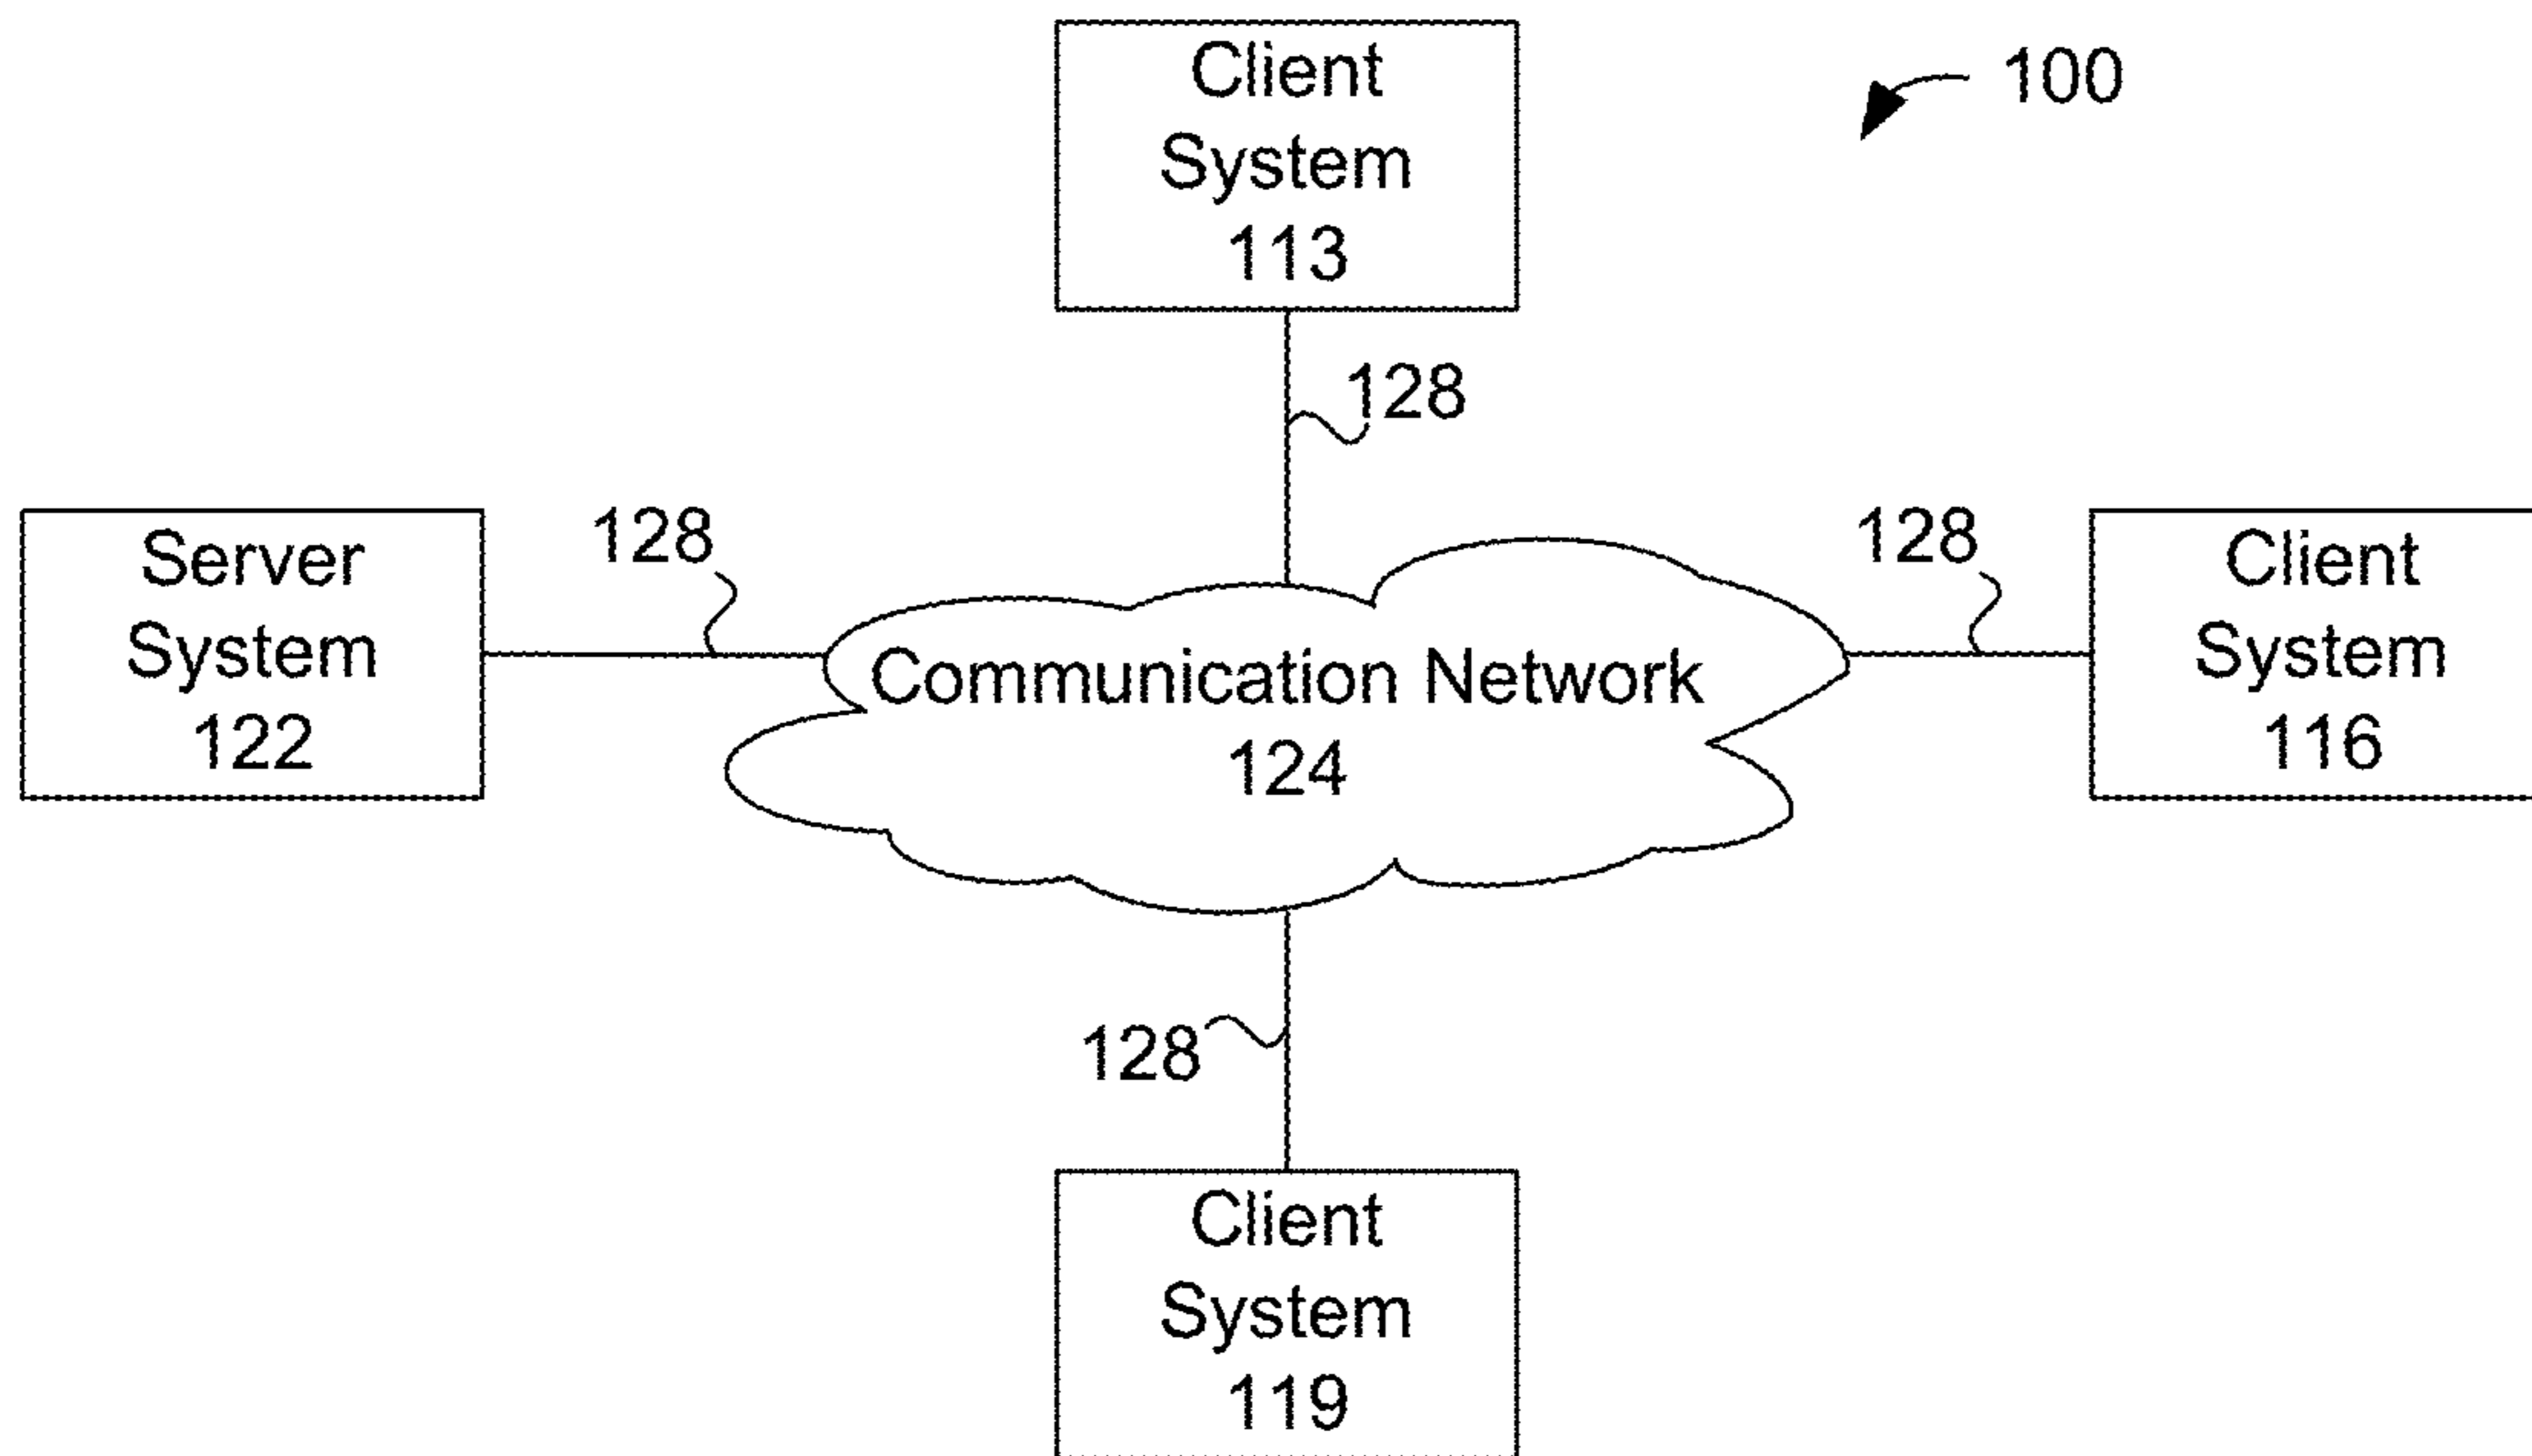 Client
System
113
100
128
Server
System
122
128
Communication Network
124
128
Client
System
116
128
Client
System
119